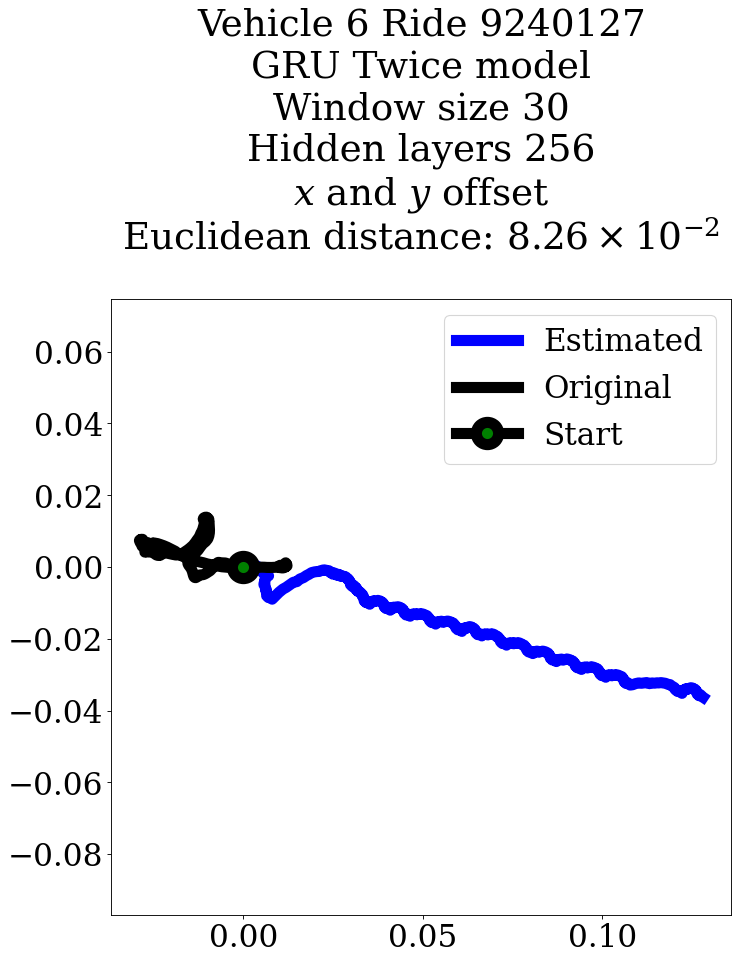 Vehicle 6 Ride 9240127
GRU Twice model
Window size 30
Hidden layers 256
x and y offset
Euclidean distance: 8.26 × 10⁻²
Estimated
Original
Start
0.06
0.04
0.02
0.00
−0.02
−0.04
−0.06
−0.08
0.00 0.05 0.10